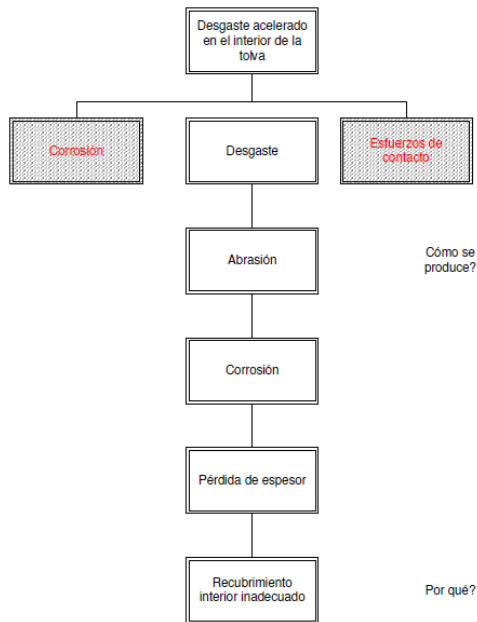 Desgaste acelerado
en el interior de la
tolva
Corrosión
Desgaste
Esfuerzos de
contacto
Abrasión
Cómo se
produce?
Corrosión
Pérdida de espesor
Recubrimiento
interior inadecuado
Por qué?